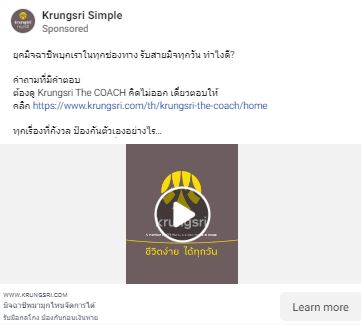 Krungsri Simple
Sponsored
ยุคมิจฉาชีพบุกเราในทุกช่องทาง รับสายมิจทุกวัน ทำไงดี?
คำถามที่มีคำตอบ
ต้องดู Krungsri The COACH คิดไม่ออก เดี๋ยวตอบให้
คลิก https://www.krungsri.com/th/krungsri-the-coach/home
ทุกเรื่องที่กังวล ป้องกันตัวเองอย่างไร...
krungsri
ชีวิตง่าย ได้ทุกวัน
WWW.KRUNGSRI.COM
มิจฉาชีพมามุกไหนจัดการได้
รับมือกลโกง ป้องกันก่อนเงินหาย
Learn more